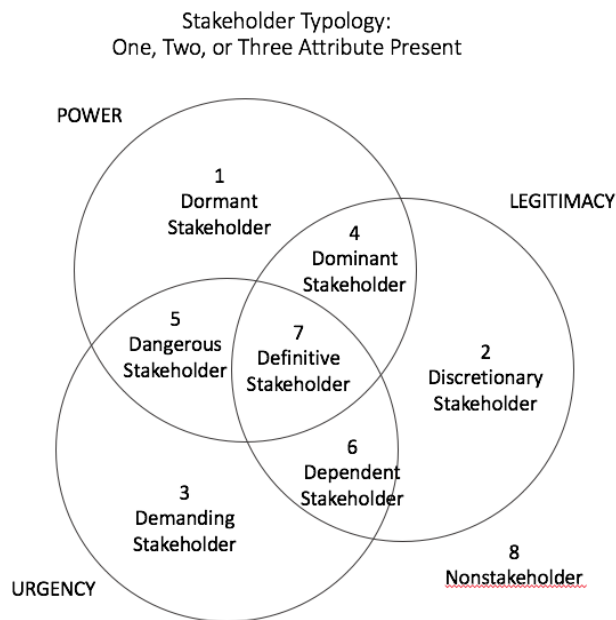 Stakeholder Typology:
One, Two, or Three Attribute Present
POWER
1
Dormant
Stakeholder
LEGITIMACY
4
Dominant
Stakeholder
5
Dangerous
Stakeholder
7
Definitive
Stakeholder
2
Discretionary
Stakeholder
6
Dependent
Stakeholder
3
Demanding
Stakeholder
8
Nonstakeholder
URGENCY